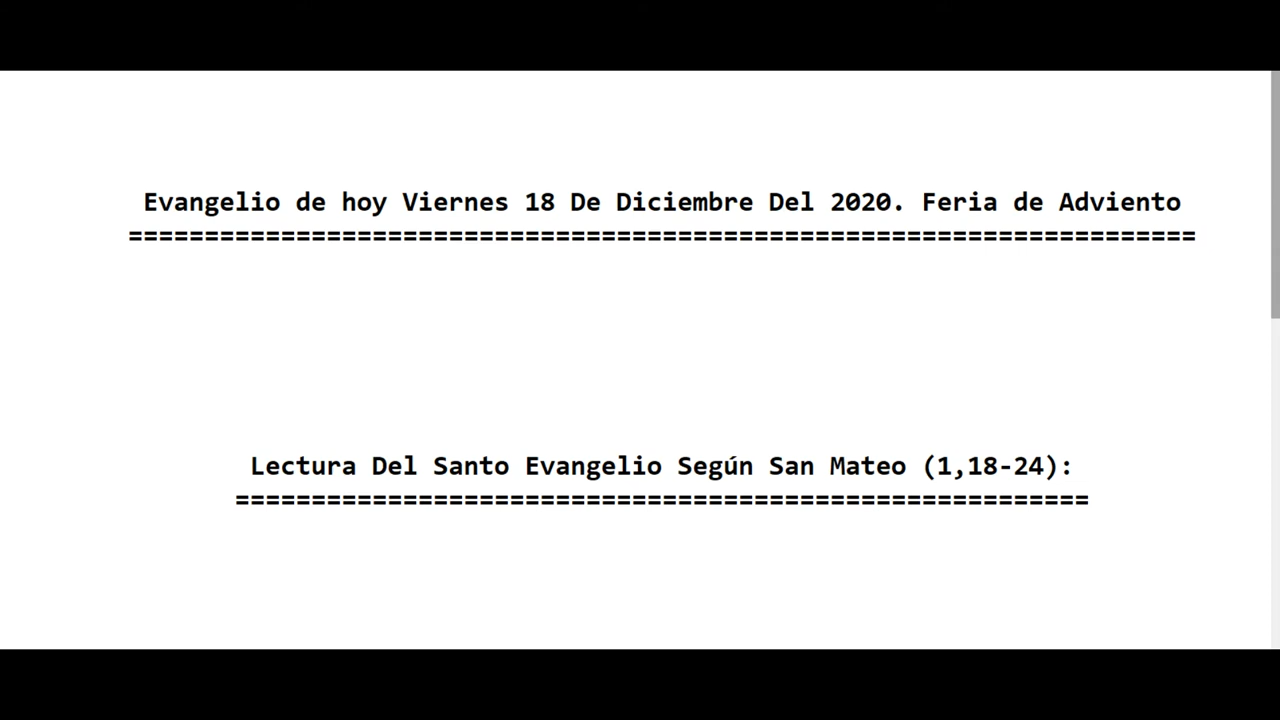 Evangelio de hoy Viernes 18 De Diciembre Del 2020. Feria de Adviento
======================================================================
Lectura Del Santo Evangelio Según San Mateo (1,18-24):
========================================================